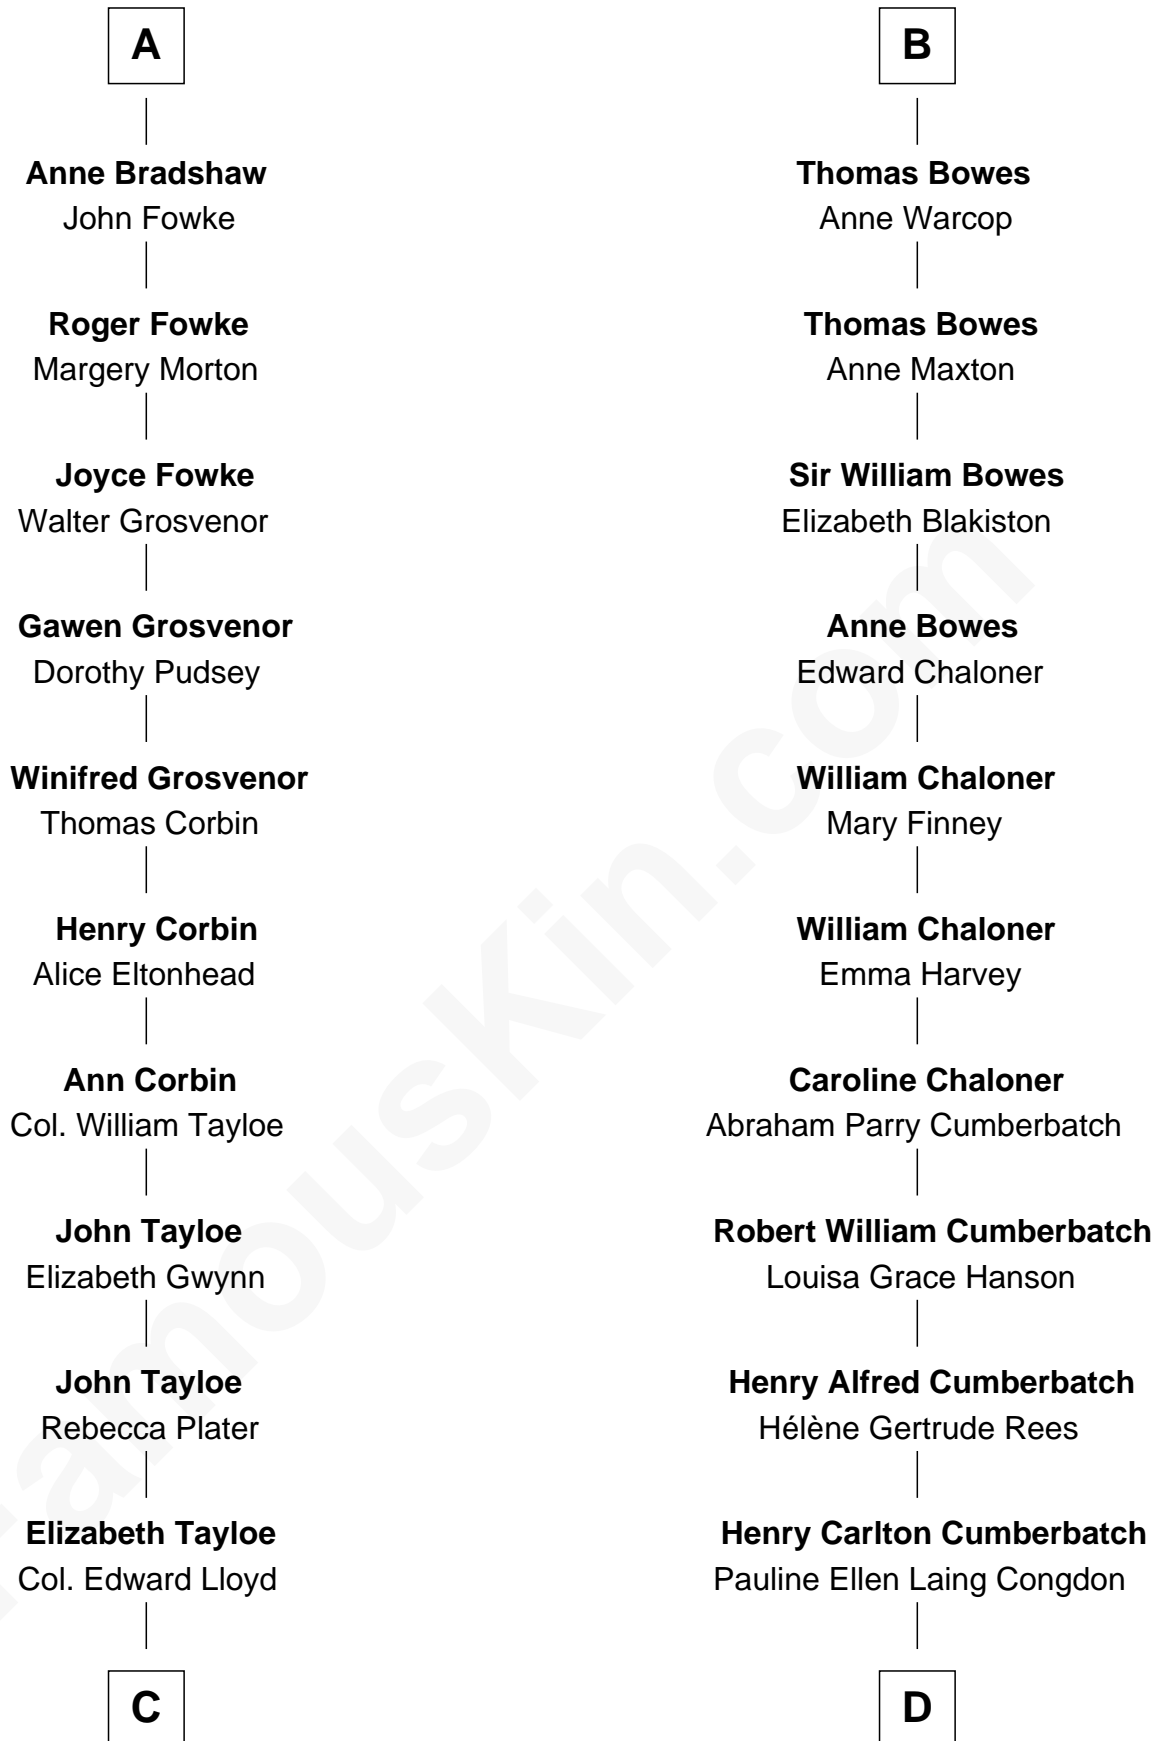 A
Anne Bradshaw
John Fowke
Roger Fowke
Margery Morton
Joyce Fowke
Walter Grosvenor
Gawen Grosvenor
Dorothy Pudsey
Winifred Grosvenor
Thomas Corbin
Henry Corbin
Alice Eltonhead
Ann Corbin
Col. William Tayloe
John Tayloe
Elizabeth Gwynn
John Tayloe
Rebecca Plater
Elizabeth Tayloe
Col. Edward Lloyd
C
B
Thomas Bowes
Anne Warcop
Thomas Bowes
Anne Maxton
Sir William Bowes
Elizabeth Blakiston
Anne Bowes
Edward Chaloner
William Chaloner
Mary Finney
William Chaloner
Emma Harvey
Caroline Chaloner
Abraham Parry Cumberbatch
Robert William Cumberbatch
Louisa Grace Hanson
Henry Alfred Cumberbatch
Hélène Gertrude Rees
Henry Carlton Cumberbatch
Pauline Ellen Laing Congdon
D
FamousKin.com